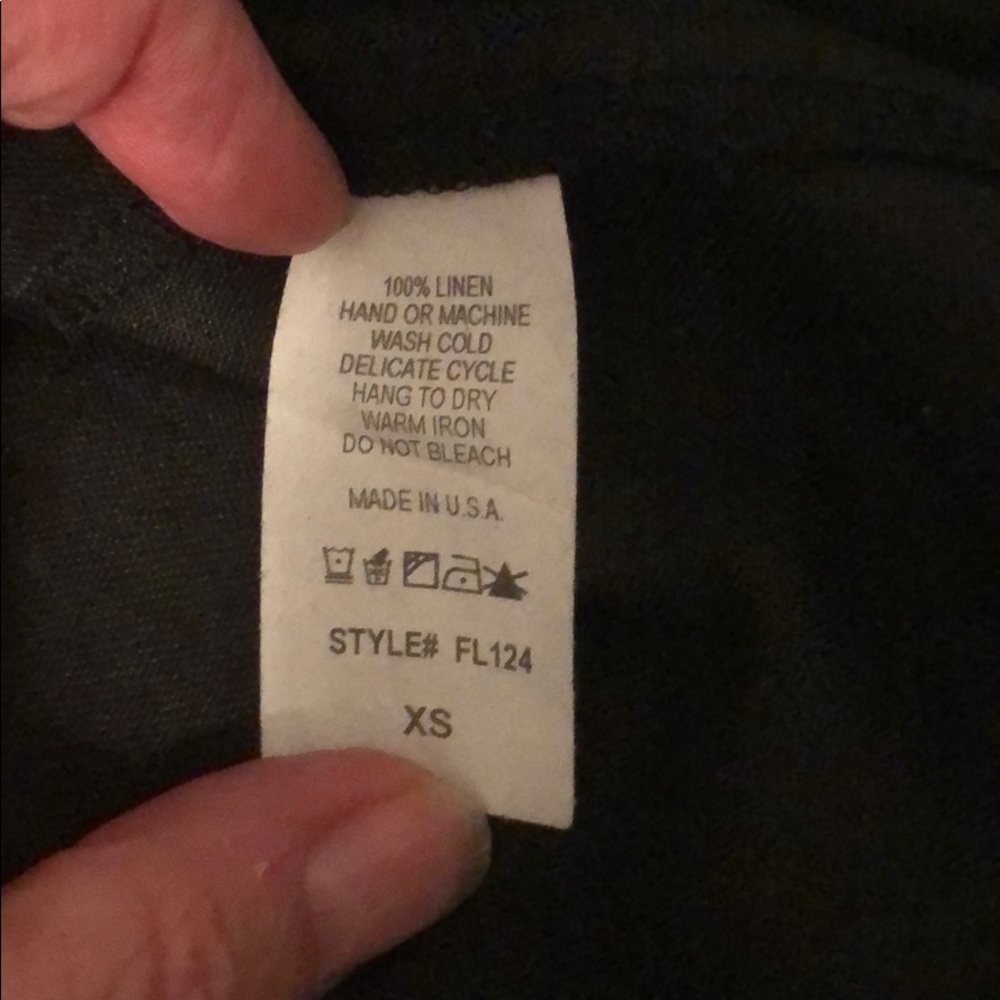 100% LINEN
HAND OR MACHINE
WASH COLD
DELICATE CYCLE
HANG TO DRY
WARM IRON
DO NOT BLEACH
MADE IN U.S.A.
STYLE# FL124
XS